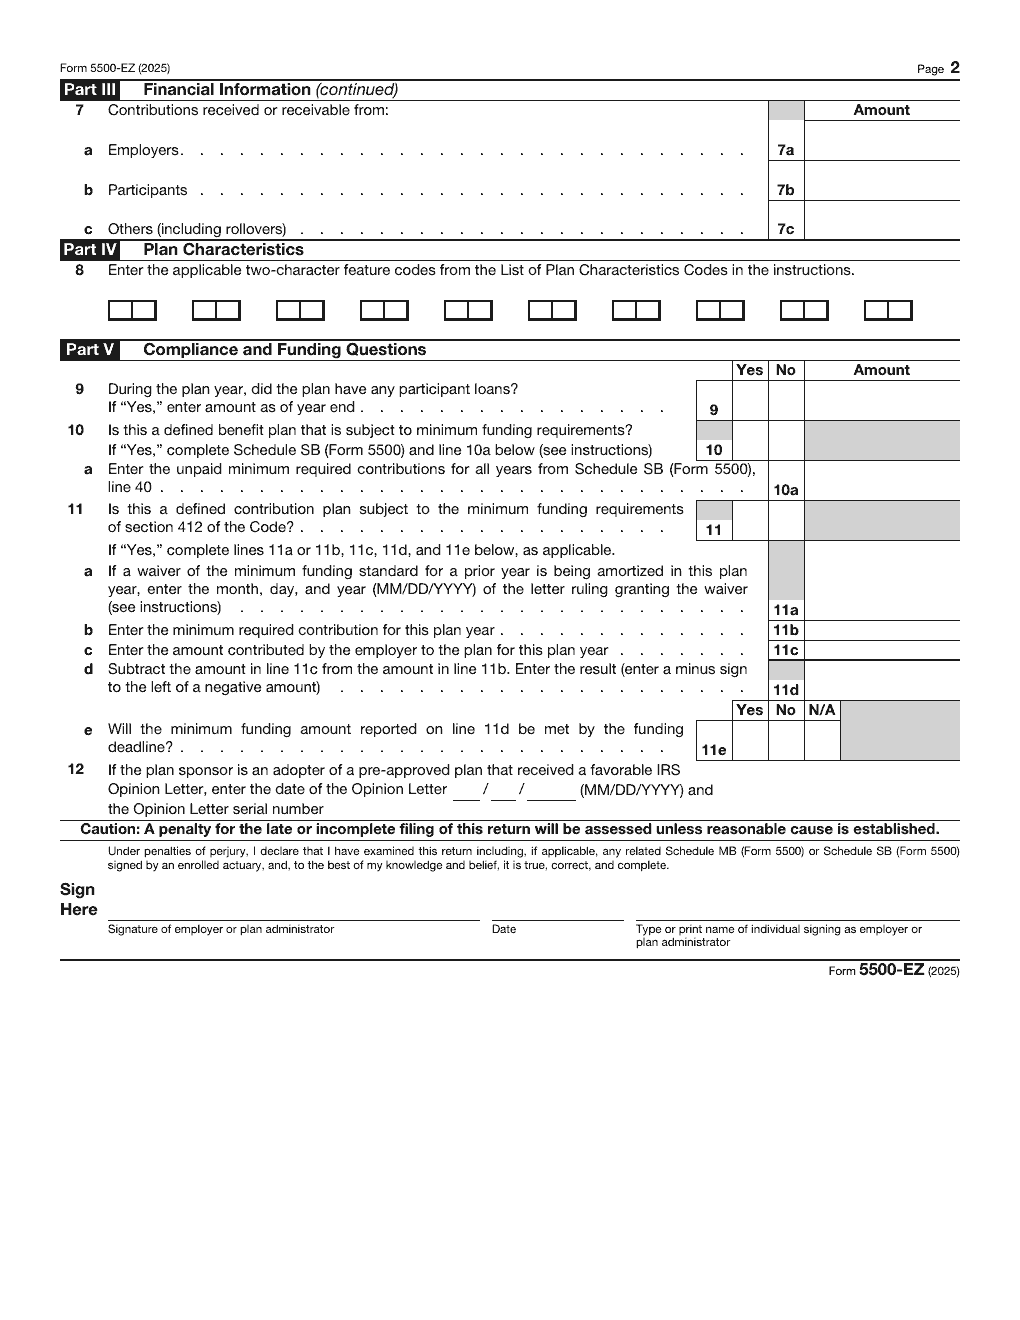 Form 5500-EZ (2025) Page 2
Part III Financial Information (continued)
7 Contributions received or receivable from: Amount
a Employers . . . . . . . . . . . . . . . . . . . . . . . . . . . . . 7a
b Participants . . . . . . . . . . . . . . . . . . . . . . . . . . . . 7b
c Others (including rollovers) . . . . . . . . . . . . . . . . . . . . . . . 7c
Part IV Plan Characteristics
8 Enter the applicable two-character feature codes from the List of Plan Characteristics Codes in the instructions.
Part V Compliance and Funding Questions
Yes No Amount
9 During the plan year, did the plan have any participant loans?
If “Yes,” enter amount as of year end . . . . . . . . . . . . . . . . 9
10 Is this a defined benefit plan that is subject to minimum funding requirements?
If “Yes,” complete Schedule SB (Form 5500) and line 10a below (see instructions) 10
a Enter the unpaid minimum required contributions for all years from Schedule SB (Form 5500),
line 40 . . . . . . . . . . . . . . . . . . . . . . . . . . . . . . 10a
11 Is this a defined contribution plan subject to the minimum funding requirements
of section 412 of the Code? . . . . . . . . . . . . . . . . . . . 11
If “Yes,” complete lines 11a or 11b, 11c, 11d, and 11e below, as applicable.
a If a waiver of the minimum funding standard for a prior year is being amortized in this plan
year, enter the month, day, and year (MM/DD/YYYY) of the letter ruling granting the waiver
(see instructions) . . . . . . . . . . . . . . . . . . . . . . . . . . 11a
b Enter the minimum required contribution for this plan year . . . . . . . . . . . . . 11b
c Enter the amount contributed by the employer to the plan for this plan year . . . . . . . 11c
d Subtract the amount in line 11c from the amount in line 11b. Enter the result (enter a minus sign
to the left of a negative amount) . . . . . . . . . . . . . . . . . . . . . 11d
Yes No N/A
e Will the minimum funding amount reported on line 11d be met by the funding
deadline? . . . . . . . . . . . . . . . . . . . . . . . . . 11e
12 If the plan sponsor is an adopter of a pre-approved plan that received a favorable IRS
Opinion Letter, enter the date of the Opinion Letter ___ / ___ / ______ (MM/DD/YYYY) and
the Opinion Letter serial number
Caution: A penalty for the late or incomplete filing of this return will be assessed unless reasonable cause is established.
Under penalties of perjury, I declare that I have examined this return including, if applicable, any related Schedule MB (Form 5500) or Schedule SB (Form 5500)
signed by an enrolled actuary, and, to the best of my knowledge and belief, it is true, correct, and complete.
Sign
Here
Signature of employer or plan administrator Date Type or print name of individual signing as employer or
plan administrator
Form 5500-EZ (2025)